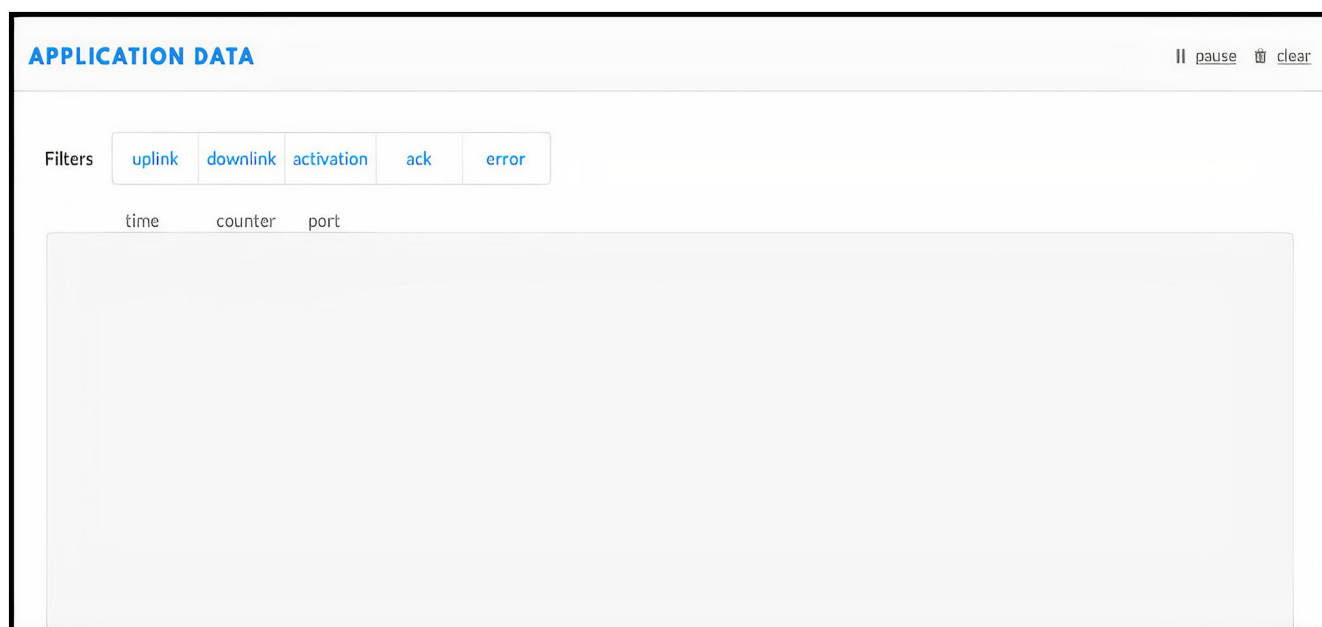 APPLICATION DATA pause clear
Filters uplink downlink activation ack error
time counter port